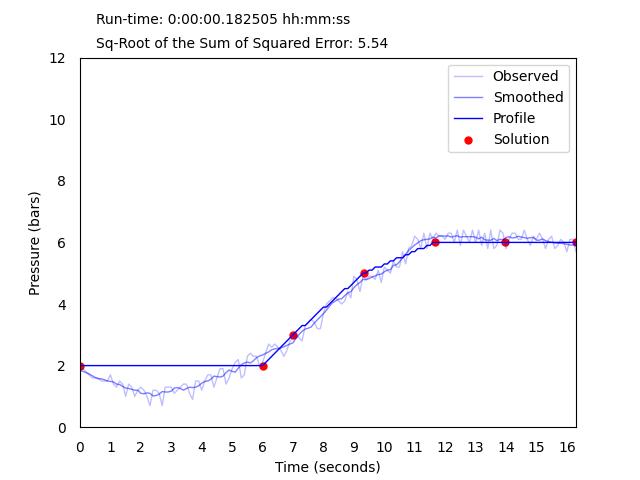 Run-time: 0:00:00.182505 hh:mm:ss
Sq-Root of the Sum of Squared Error: 5.54
Observed
Smoothed
Profile
Solution
Pressure (bars)
12
10
8
6
4
2
0
0 1 2 3 4 5 6 7 8 9 10 11 12 13 14 15 16
Time (seconds)